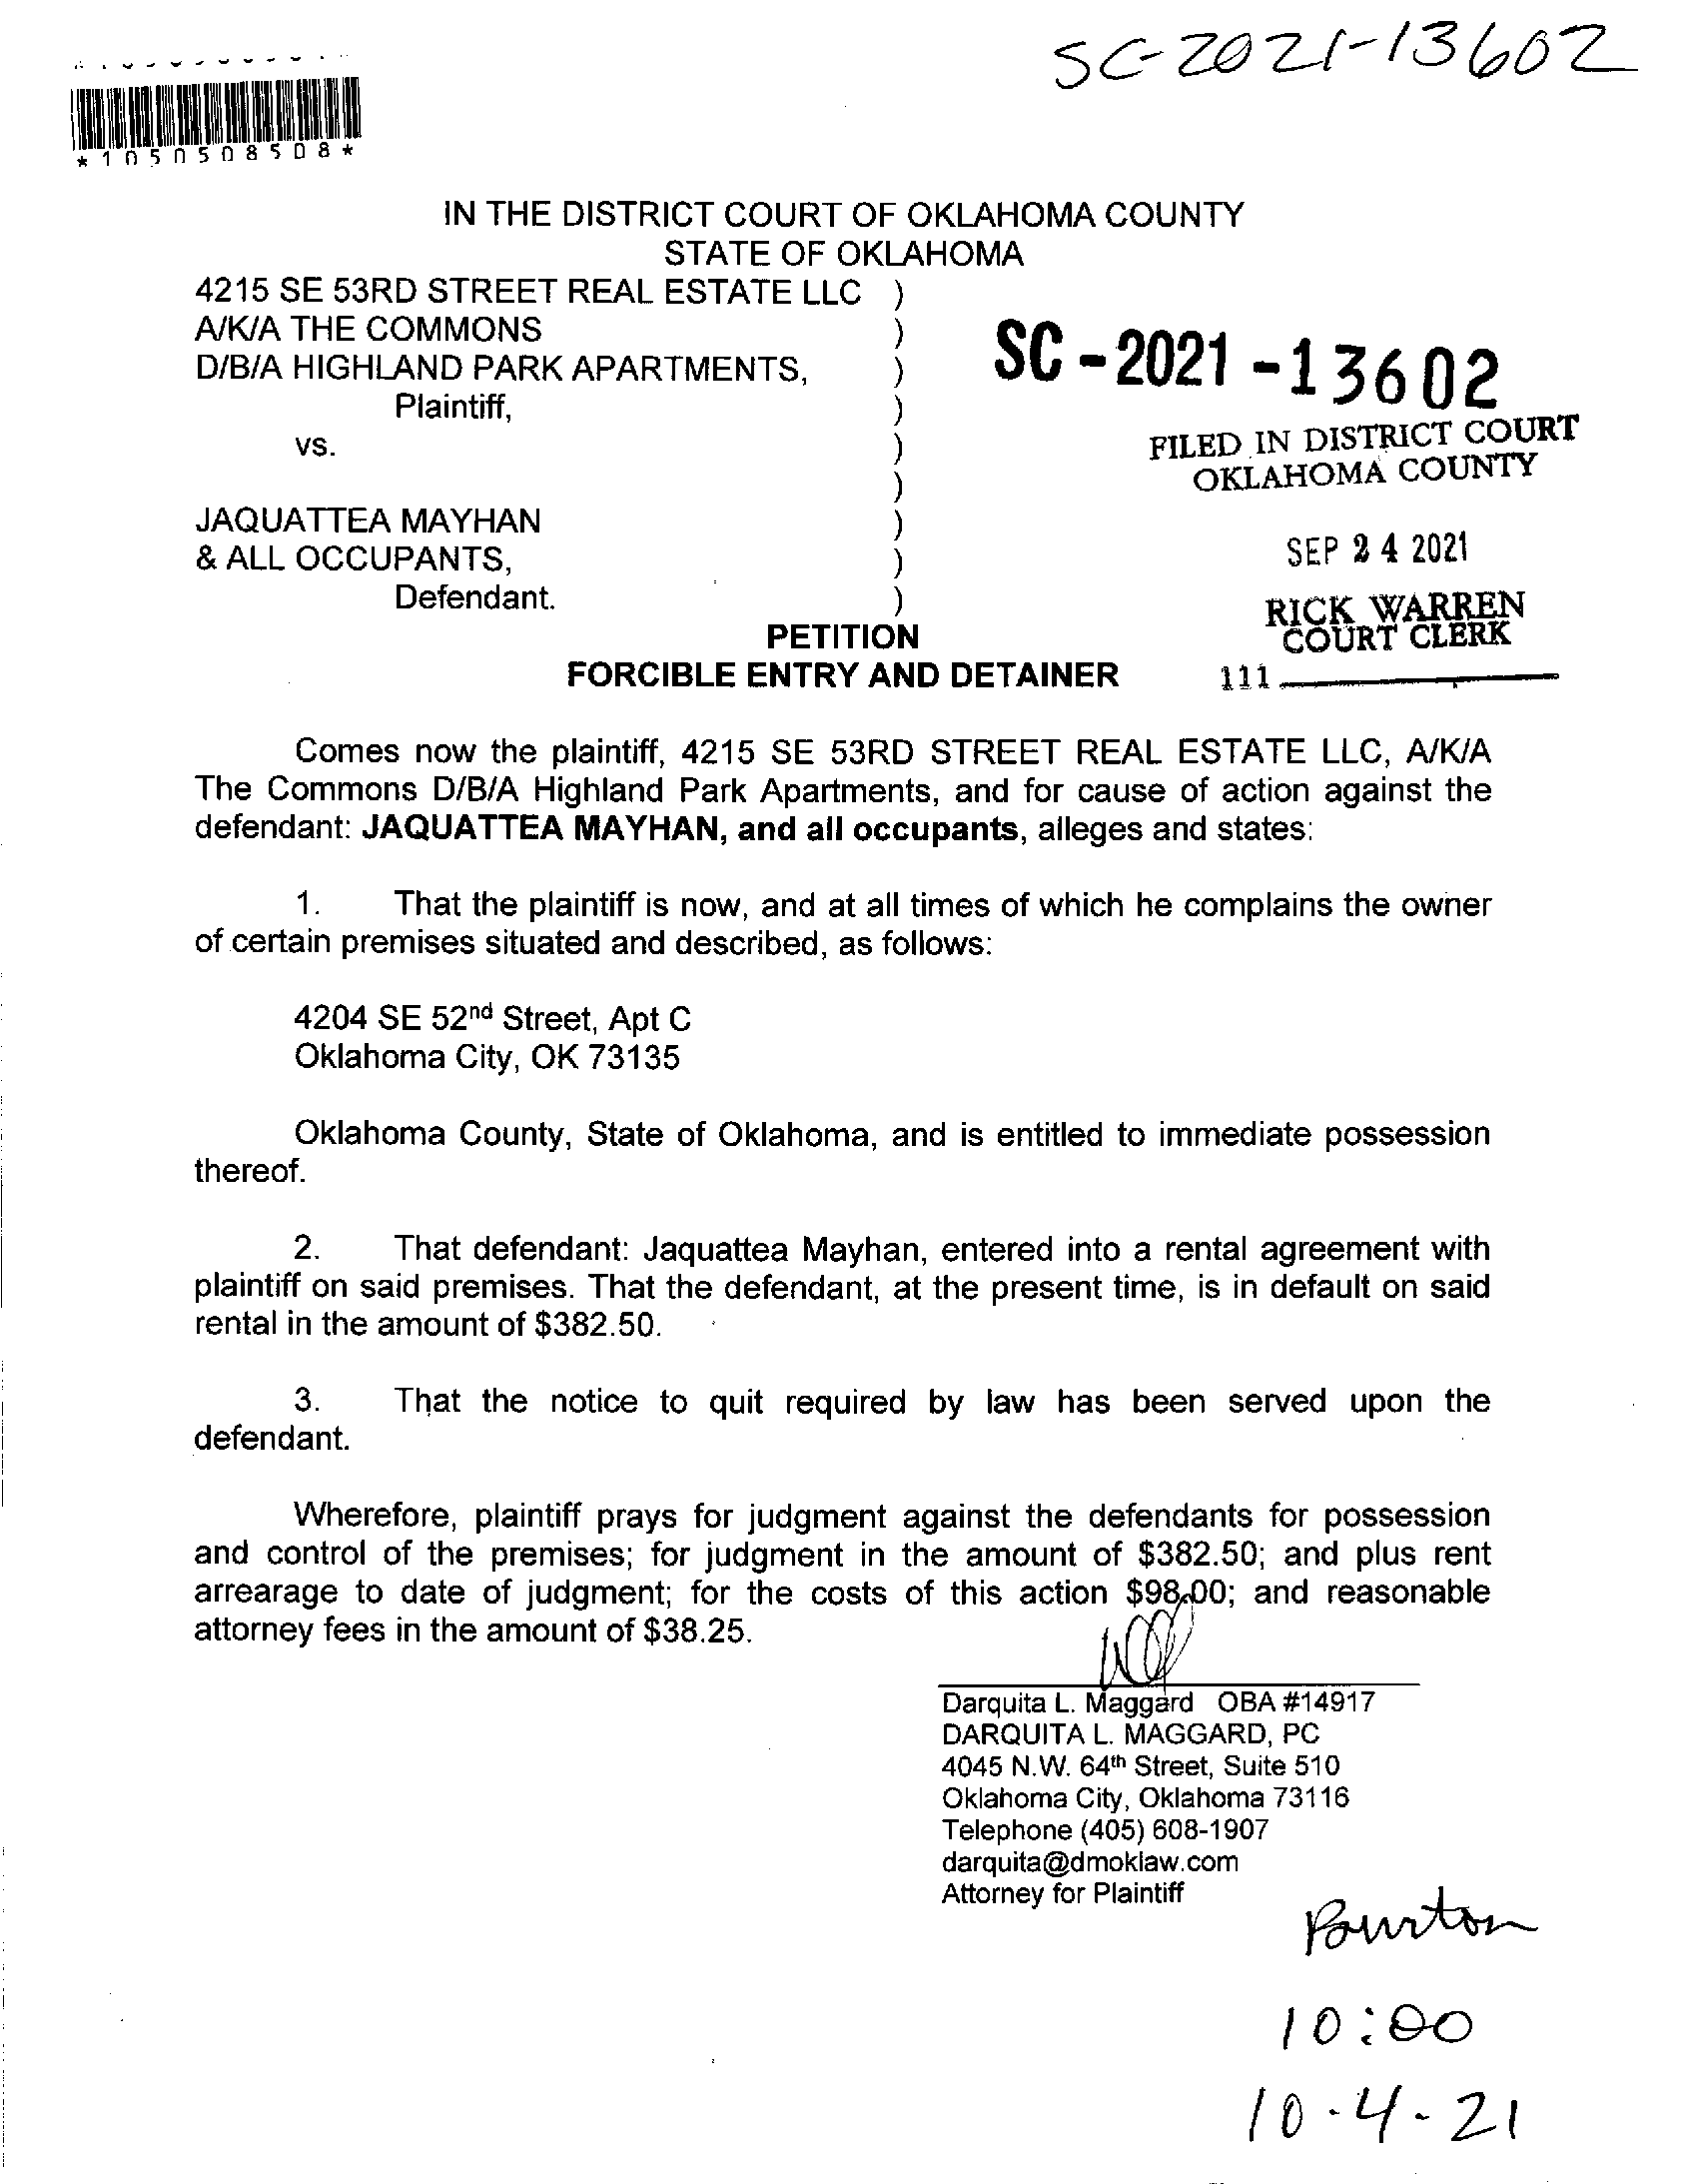 SC-2021-13602
*1050508508*
IN THE DISTRICT COURT OF OKLAHOMA COUNTY
STATE OF OKLAHOMA
4215 SE 53RD STREET REAL ESTATE LLC )
A/K/A THE COMMONS )
D/B/A HIGHLAND PARK APARTMENTS, )
Plaintiff, )
vs. )
)
JAQUATTEA MAYHAN )
& ALL OCCUPANTS, )
Defendant. )
SC-2021-13602
FILED IN DISTRICT COURT
OKLAHOMA COUNTY
SEP 24 2021
RICK WARREN
COURT CLERK
111
PETITION
FORCIBLE ENTRY AND DETAINER
Comes now the plaintiff, 4215 SE 53RD STREET REAL ESTATE LLC, A/K/A
The Commons D/B/A Highland Park Apartments, and for cause of action against the
defendant: JAQUATTEA MAYHAN, and all occupants, alleges and states:
1. That the plaintiff is now, and at all times of which he complains the owner
of certain premises situated and described, as follows:
4204 SE 52nd Street, Apt C
Oklahoma City, OK 73135
Oklahoma County, State of Oklahoma, and is entitled to immediate possession
thereof.
2. That defendant: Jaquattea Mayhan, entered into a rental agreement with
plaintiff on said premises. That the defendant, at the present time, is in default on said
rental in the amount of $382.50.
3. That the notice to quit required by law has been served upon the
defendant.
Wherefore, plaintiff prays for judgment against the defendants for possession
and control of the premises; for judgment in the amount of $382.50; and plus rent
arrearage to date of judgment; for the costs of this action $98.00; and reasonable
attorney fees in the amount of $38.25.
Darquita L. Maggard OBA #14917
DARQUITA L. MAGGARD, PC
4045 N.W. 64th Street, Suite 510
Oklahoma City, Oklahoma 73116
Telephone (405) 608-1907
darquita@dmoklaw.com
Attorney for Plaintiff
Burton
10:00
10-4-21